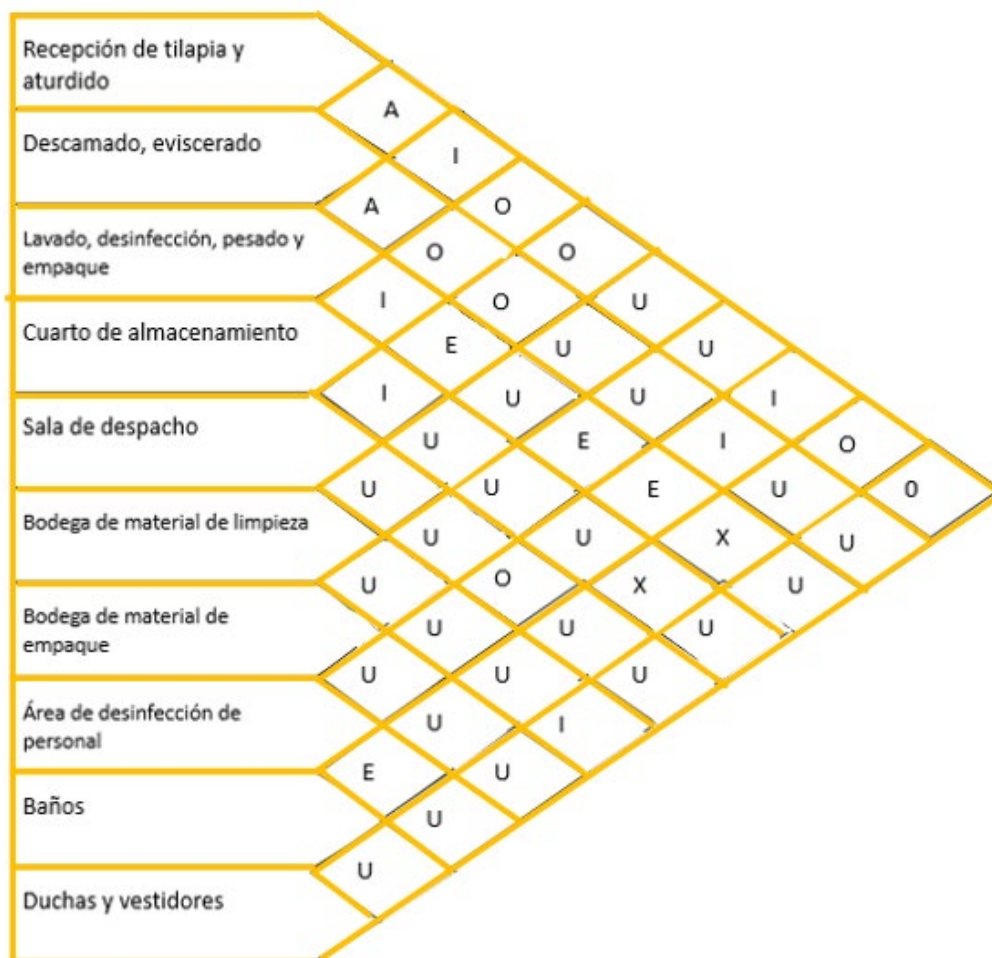 Recepción de tilapia y
aturdido
A
Descamado, eviscerado
I
A O
Lavado, desinfección, pesado y
empaque
O O
I O U
Cuarto de almacenamiento
E U U
I U U I
Sala de despacho
U E I O
U U E U 0
Bodega de material de limpieza
U U X U
U O X U
Bodega de material de
empaque
U U U
U U U
Área de desinfección de
personal
U I
E U
Baños
U
U
Duchas y vestidores